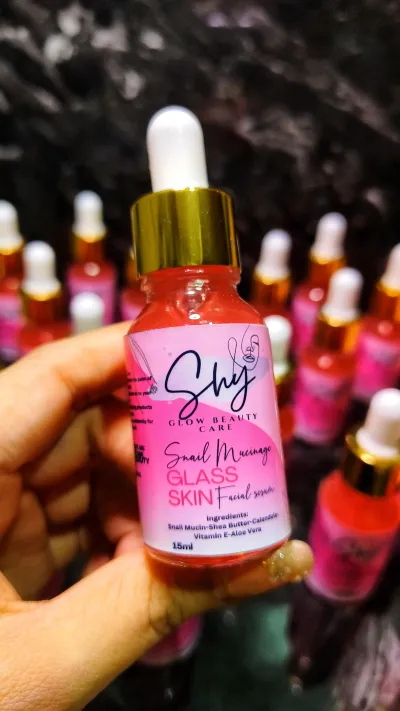 Shy
GLOW BEAUTY
CARE
Snail Mucinage
GLASS
SKIN Facial serum
Ingredients:
Snail Mucin-Shea Butter-Calendula-
Vitamin E-Aloe Vera
15ml